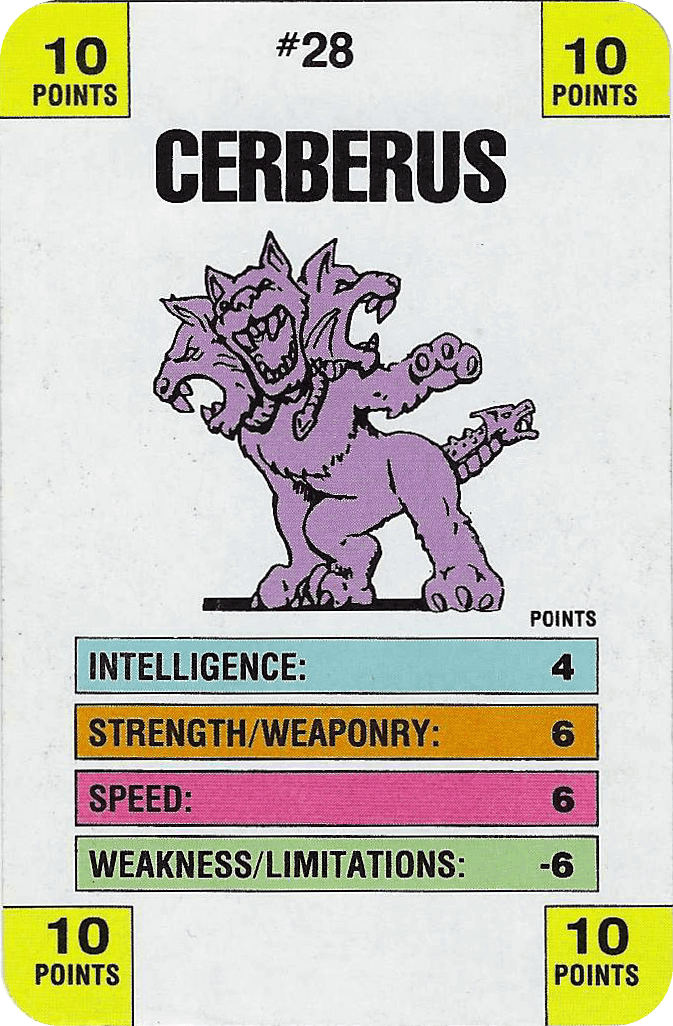 10
POINTS
#28
10
POINTS
CERBERUS
POINTS
INTELLIGENCE: 4
STRENGTH/WEAPONRY: 6
SPEED: 6
WEAKNESS/LIMITATIONS: -6
10
POINTS
10
POINTS